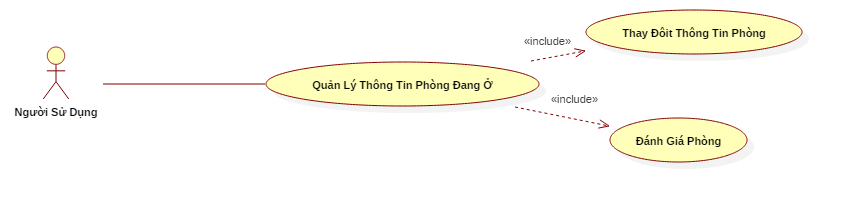 «include»
Thay Đôit Thông Tin Phòng
Người Sử Dụng
Quản Lý Thông Tin Phòng Đang Ở
«include»
Đánh Giá Phòng